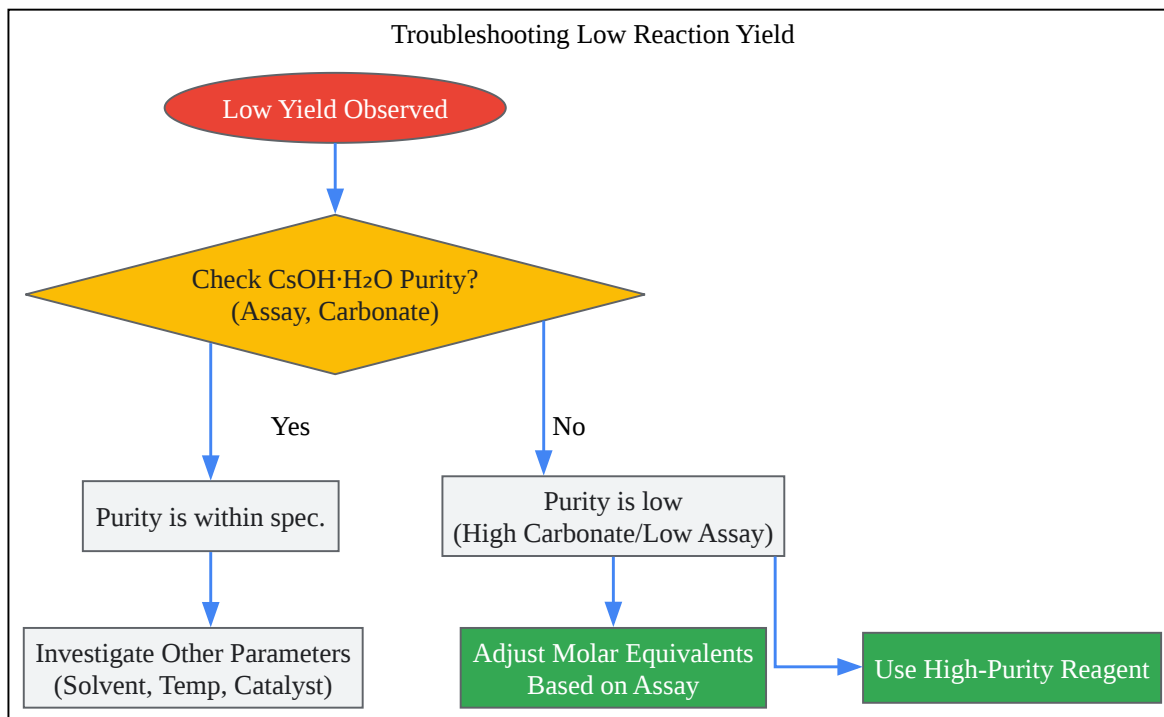 Troubleshooting Low Reaction Yield
Low Yield Observed
Check CsOH·H₂O Purity?
(Assay, Carbonate)
Yes
No
Purity is within spec.
Purity is low
(High Carbonate/Low Assay)
Investigate Other Parameters
(Solvent, Temp, Catalyst)
Adjust Molar Equivalents
Based on Assay
Use High-Purity Reagent